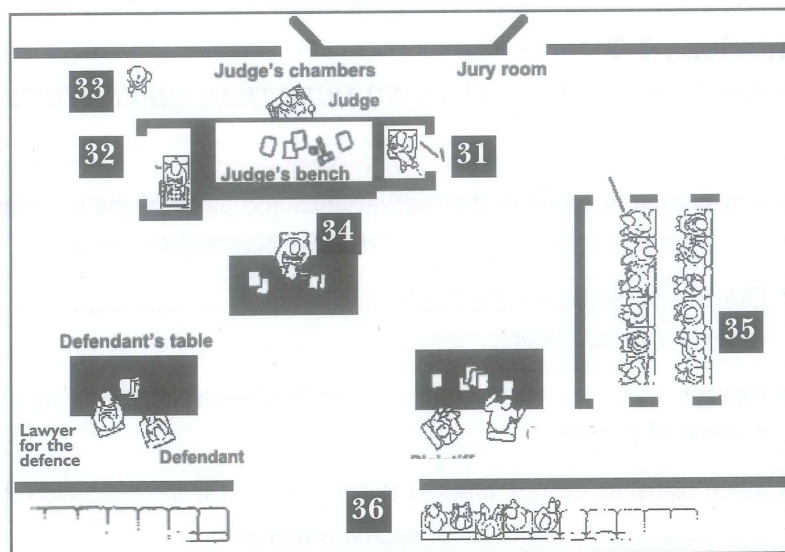 33
Judge's chambers
Jury room
Judge
32
31
Judge's bench
34
35
Defendant's table
Lawyer
for the
defence
Defendant
36